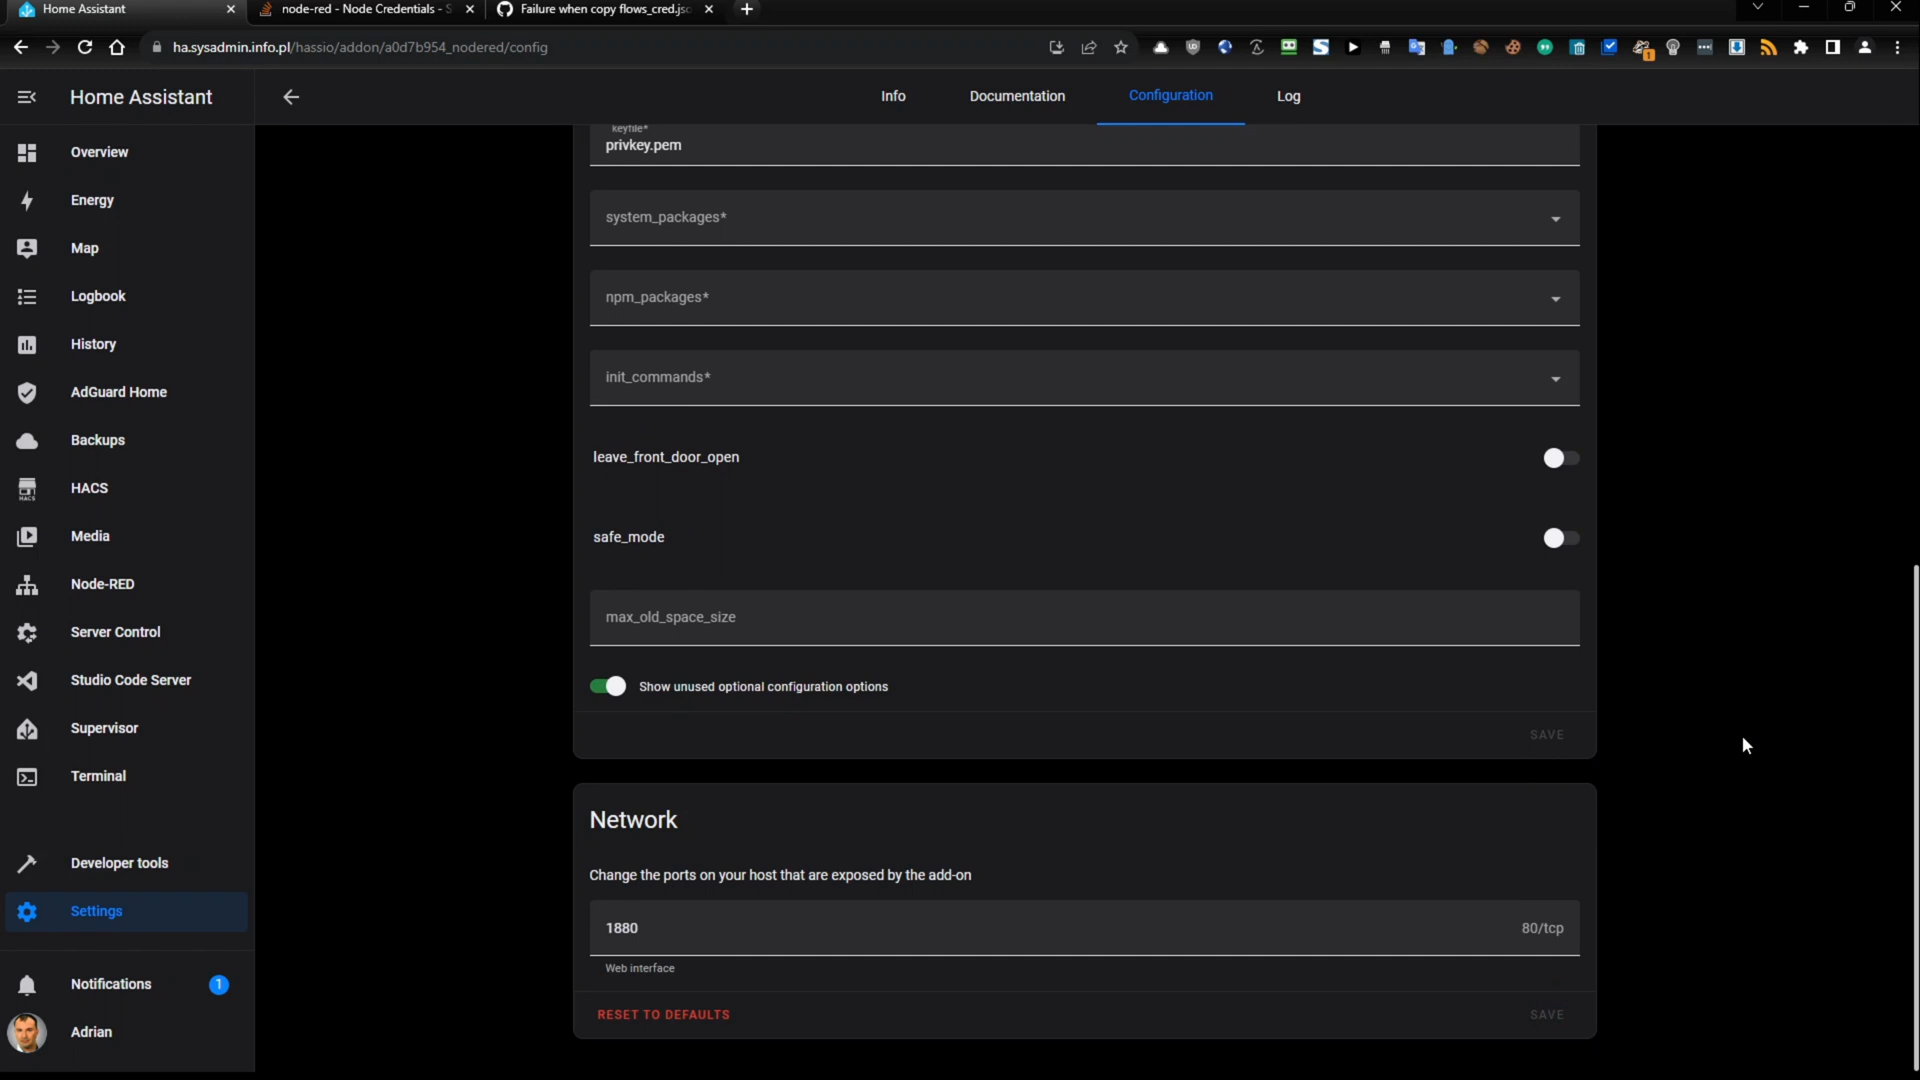 Home Assistant
node-red - Node Credentials - S
Failure when copy flows_cred.jsc
ha.sysadmin.info.pl/hassio/addon/a0d7b954_nodered/config
1
Home Assistant
Info
Documentation
Configuration
Log
Overview
Energy
Map
Logbook
History
AdGuard Home
Backups
HACS
HACS
Media
Node-RED
Server Control
Studio Code Server
Supervisor
Terminal
Developer tools
Settings
Notifications
1
Adrian
keyfile*
privkey.pem
system_packages*
npm_packages*
init_commands*
leave_front_door_open
safe_mode
max_old_space_size
Show unused optional configuration options
SAVE
Network
Change the ports on your host that are exposed by the add-on
1880
80/tcp
Web interface
RESET TO DEFAULTS
SAVE